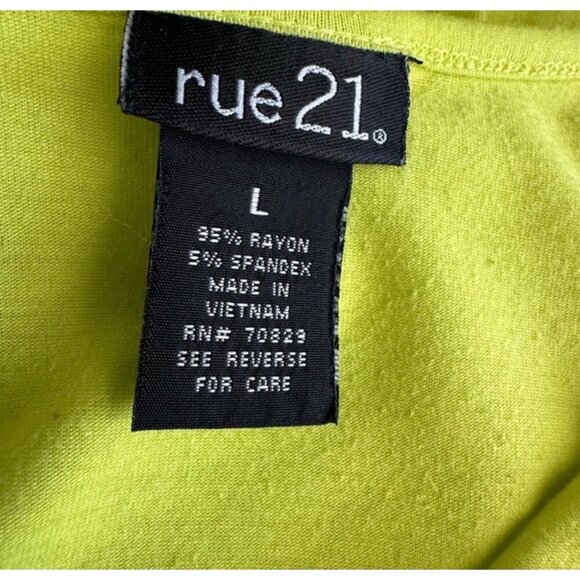 rue21®
L
95% RAYON
5% SPANDEX
MADE IN
VIETNAM
RN# 70829
SEE REVERSE
FOR CARE